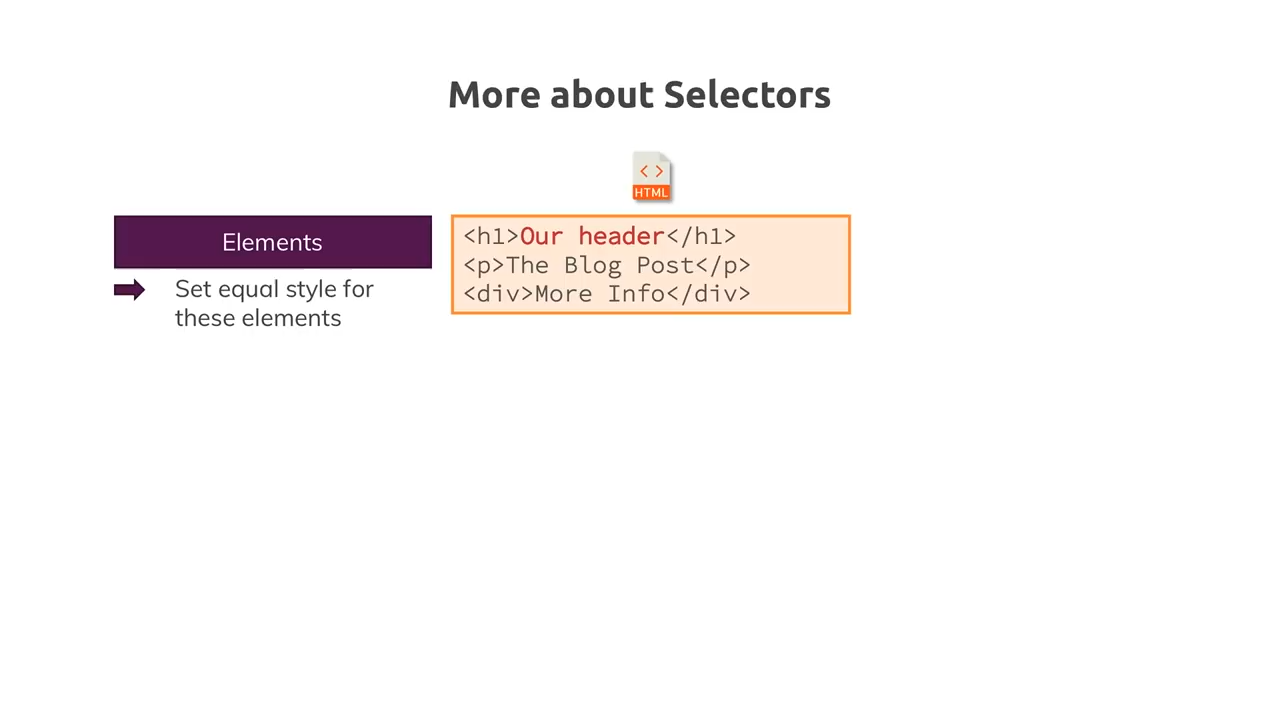 More about Selectors
< >
HTML
Elements
Set equal style for
these elements
<h1>Our header</h1>
<p>The Blog Post</p>
<div>More Info</div>